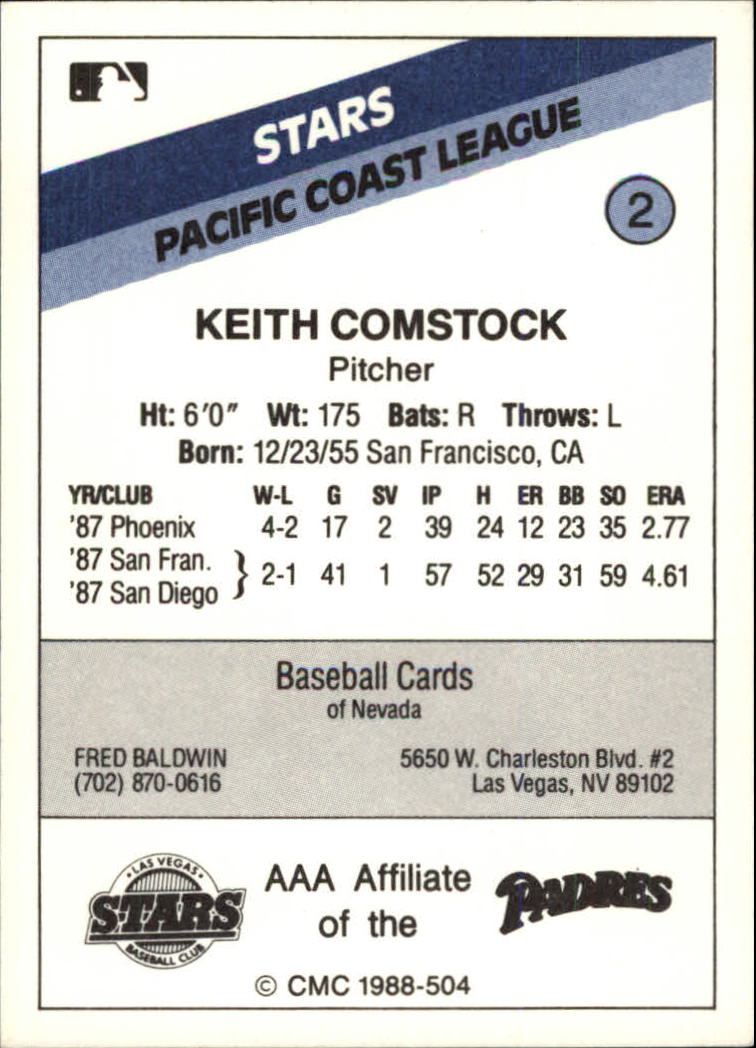 STARS
PACIFIC COAST LEAGUE
2
KEITH COMSTOCK
Pitcher
Ht: 6'0" Wt: 175 Bats: R Throws: L
Born: 12/23/55 San Francisco, CA
YR/CLUB W-L G SV IP H ER BB SO ERA
'87 Phoenix 4-2 17 2 39 24 12 23 35 2.77
'87 San Fran.
'87 San Diego } 2-1 41 1 57 52 29 31 59 4.61
Baseball Cards
of Nevada
FRED BALDWIN 5650 W. Charleston Blvd. #2
(702) 870-0616 Las Vegas, NV 89102
• LAS VEGAS •
STARS
BASEBALL CLUB
AAA Affiliate
of the
PADRES
© CMC 1988-504